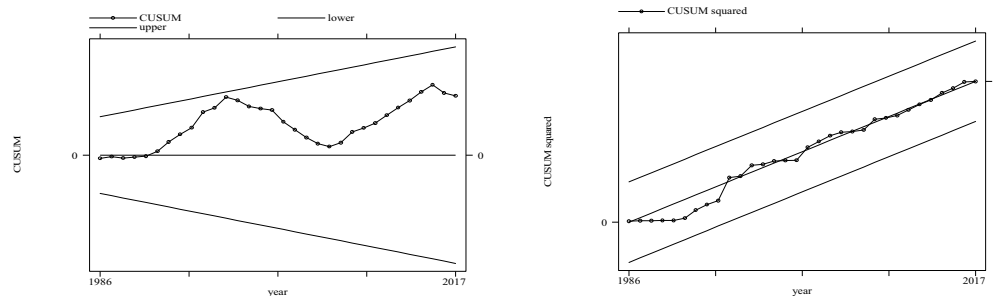 CUSUM lower
upper
CUSUM
0 0
1986 2017
year
CUSUM squared
CUSUM squared
0
1986 2017
year